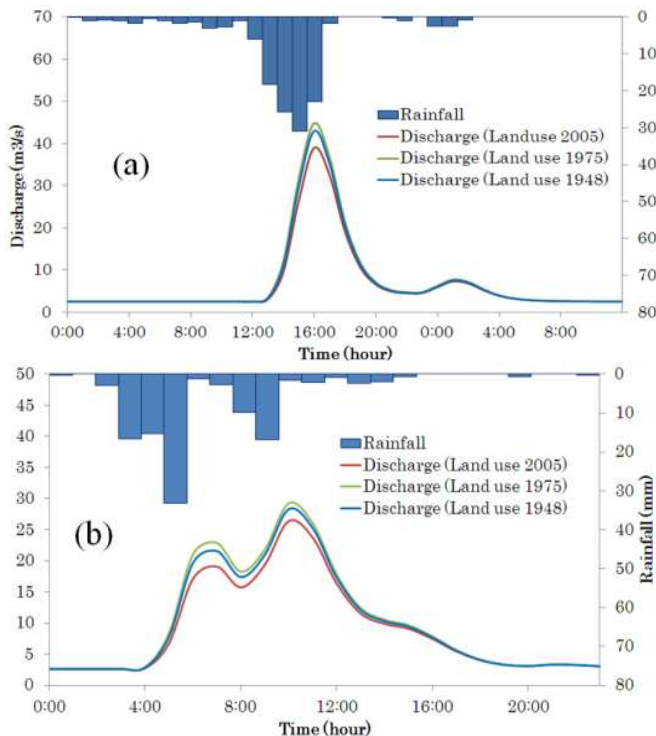 70
60
50
40
30
20
10
0
Discharge (m3/s)
(a)
Rainfall
Discharge (Landuse 2005)
Discharge (Land use 1975)
Discharge (Land use 1948)
0
10
20
30
40
50
60
70
80
0:00 4:00 8:00 12:00 16:00 20:00 0:00 4:00 8:00
Time (hour)
50
45
40
35
30
25
20
15
10
5
0
(b)
Rainfall
Discharge (Land use 2005)
Discharge (Land use 1975)
Discharge (Land use 1948)
0
10
20
30
40
50
60
70
80
Rainfall (mm)
0:00 4:00 8:00 12:00 16:00 20:00
Time (hour)